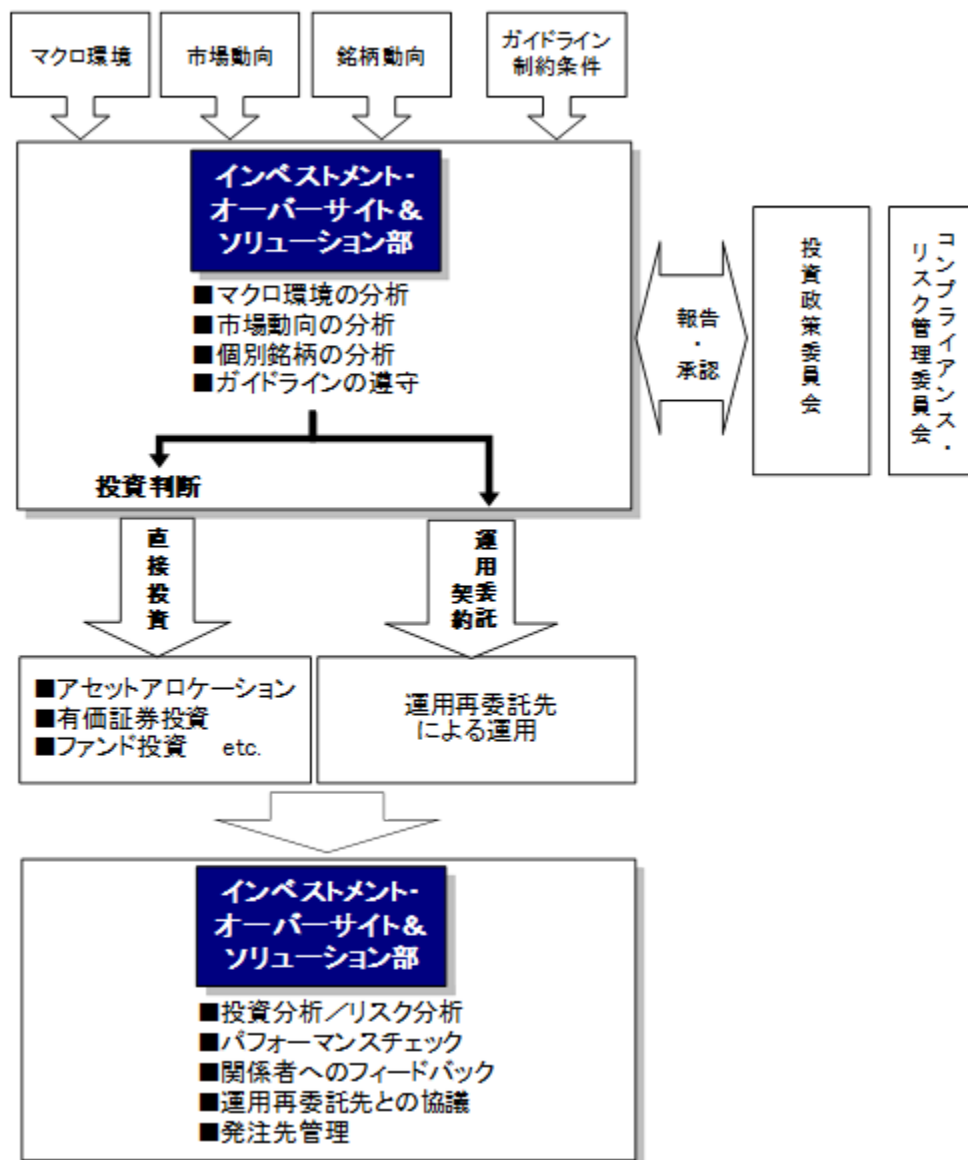 マクロ環境
市場動向
銘柄動向
ガイドライン
制約条件
インベストメント・
オーバーサイト&
ソリューション部
■マクロ環境の分析
■市場動向の分析
■個別銘柄の分析
■ガイドラインの遵守
報告
・
承認
投資政策委員会
コンプライアンス・
リスク管理委員会
投資判断
直接投資
運用委託
契約
■アセットアロケーション
■有価証券投資
■ファンド投資 etc.
運用再委託先
による運用
インベストメント・
オーバーサイト&
ソリューション部
■投資分析／リスク分析
■パフォーマンスチェック
■関係者へのフィードバック
■運用再委託先との協議
■発注先管理